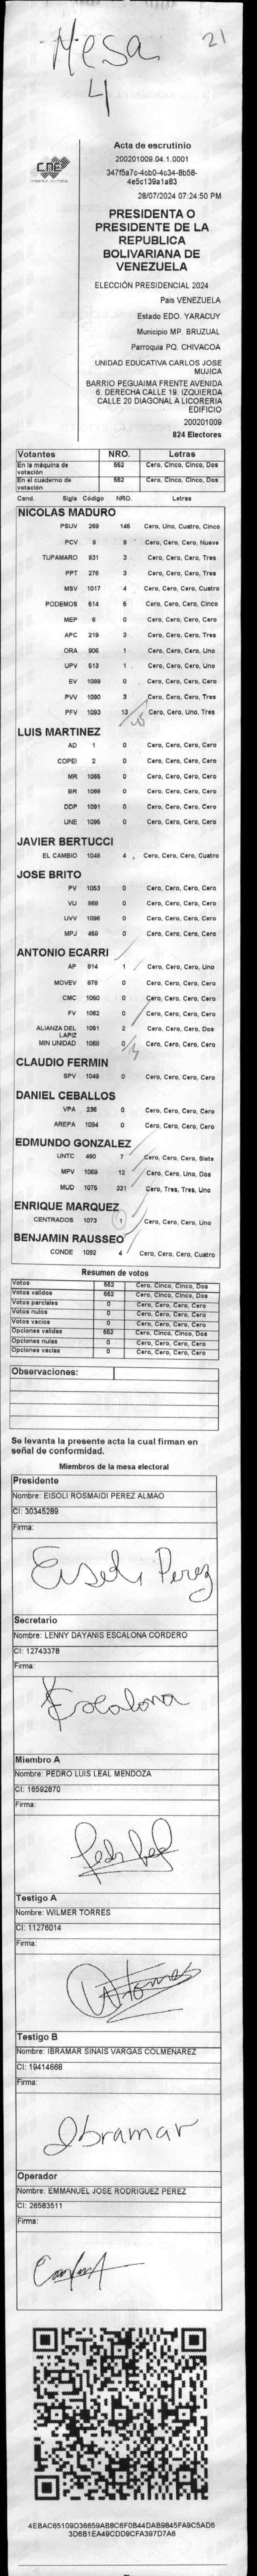 Mesa
4
21
CNE
Acta de escrutinio
200201009.04.1.0001
347f5a7c-4cb0-4c34-8b58-
4e5c139a1a83
28/07/2024 07:24:50 PM
PRESIDENTA O
PRESIDENTE DE LA
REPUBLICA
BOLIVARIANA DE
VENEZUELA
ELECCIÓN PRESIDENCIAL 2024
Pais VENEZUELA
Estado EDO. YARACUY
Municipio MP. BRUZUAL
Parroquia PQ. CHIVACOA
UNIDAD EDUCATIVA CARLOS JOSE
MUJICA
BARRIO PEGUAIMA FRENTE AVENIDA
6. DERECHA CALLE 19. IZQUIERDA
CALLE 20 DIAGONAL A LICORERIA
EDIFICIO
200201009
824 Electores
Votantes NRO. Letras
En la máquina de votación 552 Cero, Cinco, Cinco, Dos
En el cuaderno de votación 552 Cero, Cinco, Cinco, Dos
Cand. Sigla Código NRO. Letras
NICOLAS MADURO
PSUV 269 145 Cero, Uno, Cuatro, Cinco
PCV 9 9 Cero, Cero, Cero, Nueve
TUPAMARO 931 3 Cero, Cero, Cero, Tres
PPT 276 3 Cero, Cero, Cero, Tres
MSV 1017 4 Cero, Cero, Cero, Cuatro
PODEMOS 514 5 Cero, Cero, Cero, Cinco
MEP 6 0 Cero, Cero, Cero, Cero
APC 219 3 Cero, Cero, Cero, Tres
ORA 906 1 Cero, Cero, Cero, Uno
UPV 513 1 Cero, Cero, Cero, Uno
EV 1089 0 Cero, Cero, Cero, Cero
PVV 1090 3 Cero, Cero, Cero, Tres
PFV 1093 13 Cero, Cero, Uno, Tres
LUIS MARTINEZ
AD 1 0 Cero, Cero, Cero, Cero
COPEI 2 0 Cero, Cero, Cero, Cero
MR 1065 0 Cero, Cero, Cero, Cero
BR 1066 0 Cero, Cero, Cero, Cero
DDP 1091 0 Cero, Cero, Cero, Cero
UNE 1095 0 Cero, Cero, Cero, Cero
JAVIER BERTUCCI
EL CAMBIO 1048 4 Cero, Cero, Cero, Cuatro
JOSE BRITO
PV 1053 0 Cero, Cero, Cero, Cero
VU 868 0 Cero, Cero, Cero, Cero
UVV 1096 0 Cero, Cero, Cero, Cero
MPJ 459 0 Cero, Cero, Cero, Cero
ANTONIO ECARRI
AP 814 1 Cero, Cero, Cero, Uno
MOVEV 878 0 Cero, Cero, Cero, Cero
CMC 1050 0 Cero, Cero, Cero, Cero
FV 1062 0 Cero, Cero, Cero, Cero
ALIANZA DEL LAPIZ 1051 2 Cero, Cero, Cero, Dos
MIN UNIDAD 1058 0 Cero, Cero, Cero, Cero
CLAUDIO FERMIN
SPV 1049 0 Cero, Cero, Cero, Cero
DANIEL CEBALLOS
VPA 236 0 Cero, Cero, Cero, Cero
AREPA 1094 0 Cero, Cero, Cero, Cero
EDMUNDO GONZALEZ
UNTC 460 7 Cero, Cero, Cero, Siete
MPV 1069 12 Cero, Cero, Uno, Dos
MUD 1075 331 Cero, Tres, Tres, Uno
ENRIQUE MARQUEZ
CENTRADOS 1073 1 Cero, Cero, Cero, Uno
BENJAMIN RAUSSEO
CONDE 1092 4 Cero, Cero, Cero, Cuatro
Resumen de votos
Votos 552 Cero, Cinco, Cinco, Dos
Votos validos 552 Cero, Cinco, Cinco, Dos
Votos parciales 0 Cero, Cero, Cero, Cero
Votos nulos 0 Cero, Cero, Cero, Cero
Votos vacios 0 Cero, Cero, Cero, Cero
Opciones validas 552 Cero, Cinco, Cinco, Dos
Opciones nulas 0 Cero, Cero, Cero, Cero
Opciones vacias 0 Cero, Cero, Cero, Cero
Observaciones:
Se levanta la presente acta la cual firman en
señal de conformidad.
Miembros de la mesa electoral
Presidente
Nombre: EISOLI ROSMAIDI PEREZ ALMAO
CI: 30345289
Firma:
Eisoli Perez
Secretario
Nombre: LENNY DAYANIS ESCALONA CORDERO
CI: 12743378
Firma:
Escalona
Miembro A
Nombre: PEDRO LUIS LEAL MENDOZA
CI: 16592870
Firma:
Testigo A
Nombre: WILMER TORRES
CI: 11276014
Firma:
WTorres
Testigo B
Nombre: IBRAMAR SINAIS VARGAS COLMENAREZ
CI: 19414668
Firma:
Ibramar
Operador
Nombre: EMMANUEL JOSE RODRIGUEZ PEREZ
CI: 26583511
Firma:
4EBAC65109D36659AB8C6F0B44DAB9845FA9C5AD6
3D6B1EA49CDD9CFA397D7A6